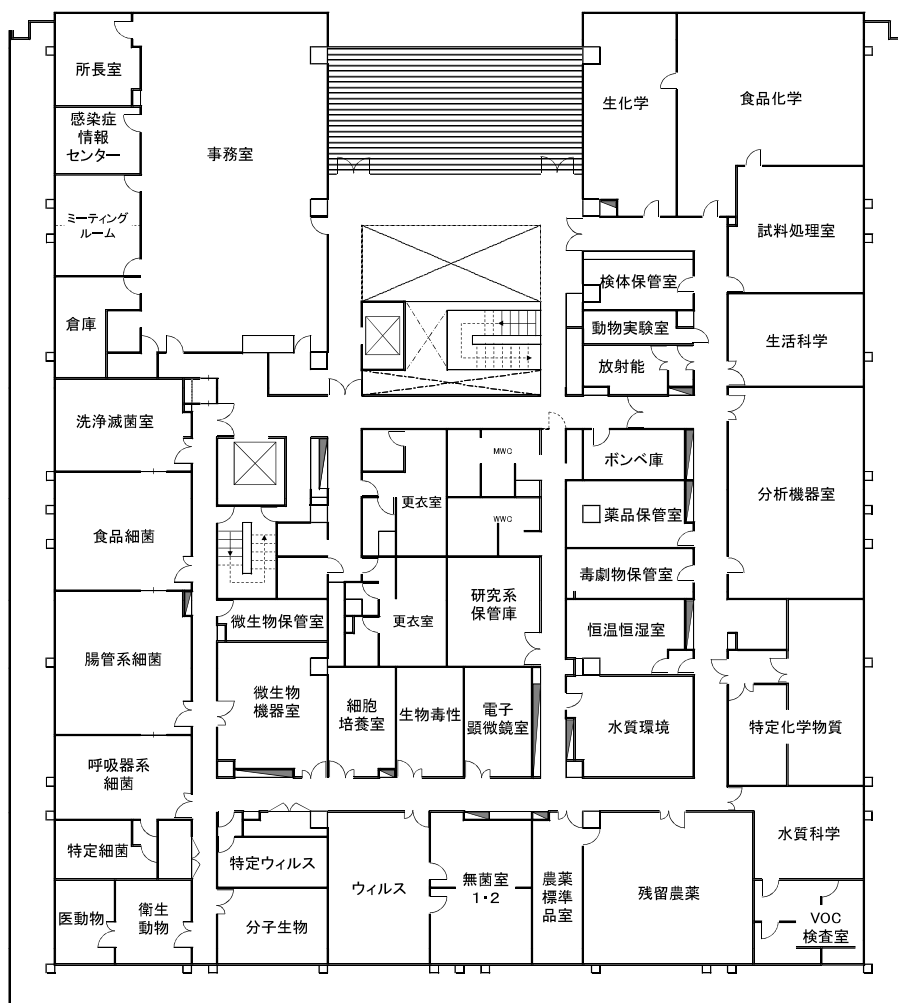 所長室
感染症
情報
センター
ミーティング
ルーム
倉庫
事務室
生化学
食品化学
試料処理室
検体保管室
動物実験室
放射能
生活科学
洗浄滅菌室
食品細菌
腸管系細菌
呼吸器系
細菌
特定細菌
医動物
衛生
動物
MWC
WWC
更衣室
更衣室
研究系
保管庫
ボンベ庫
薬品保管室
毒劇物保管室
恒温恒湿室
分析機器室
微生物保管室
微生物
機器室
細胞
培養室
生物毒性
電子
顕微鏡室
水質環境
特定化学物質
水質科学
特定ウィルス
分子生物
ウィルス
無菌室
1・2
農薬
標準
品室
残留農薬
VOC
検査室